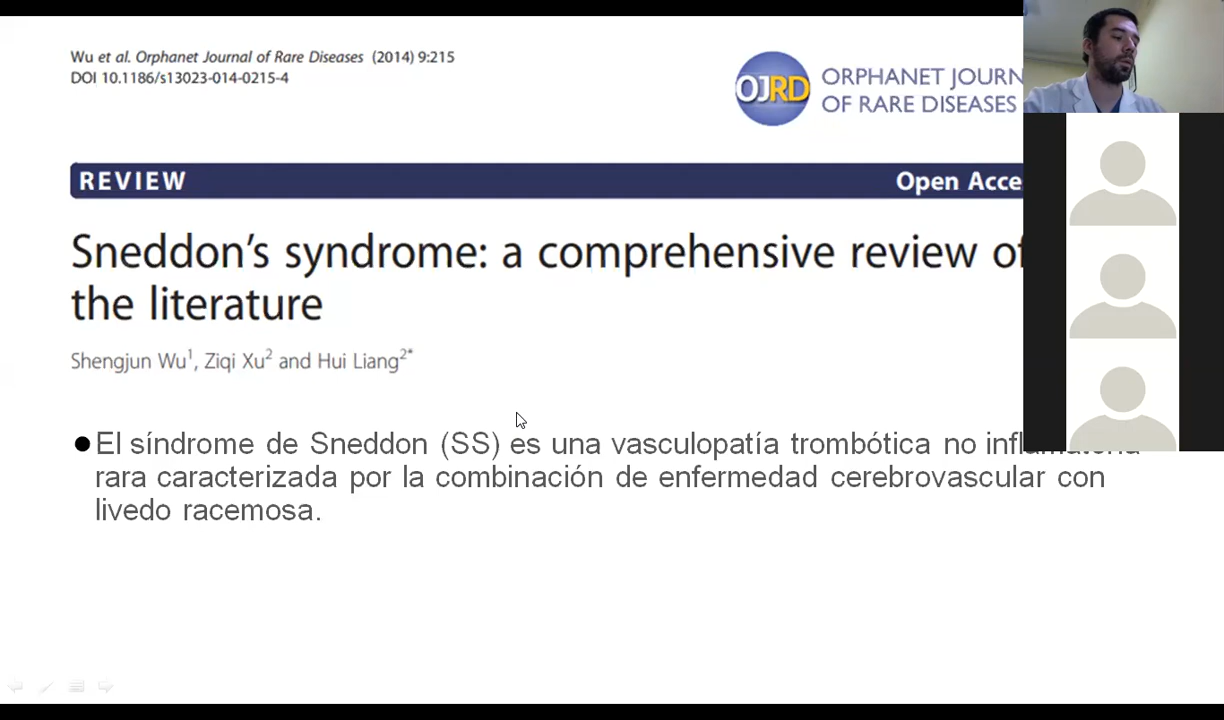 Wu et al. Orphanet Journal of Rare Diseases (2014) 9:215
DOI 10.1186/s13023-014-0215-4
OJRD
ORPHANET JOURN
OF RARE DISEASES
REVIEW
Open Acce
Sneddon's syndrome: a comprehensive review of
the literature
Shengjun Wu1, Ziqi Xu2 and Hui Liang2*
●El síndrome de Sneddon (SS) es una vasculopatía trombótica no
rara caracterizada por la combinación de enfermedad cerebrovascular con
livedo racemosa.